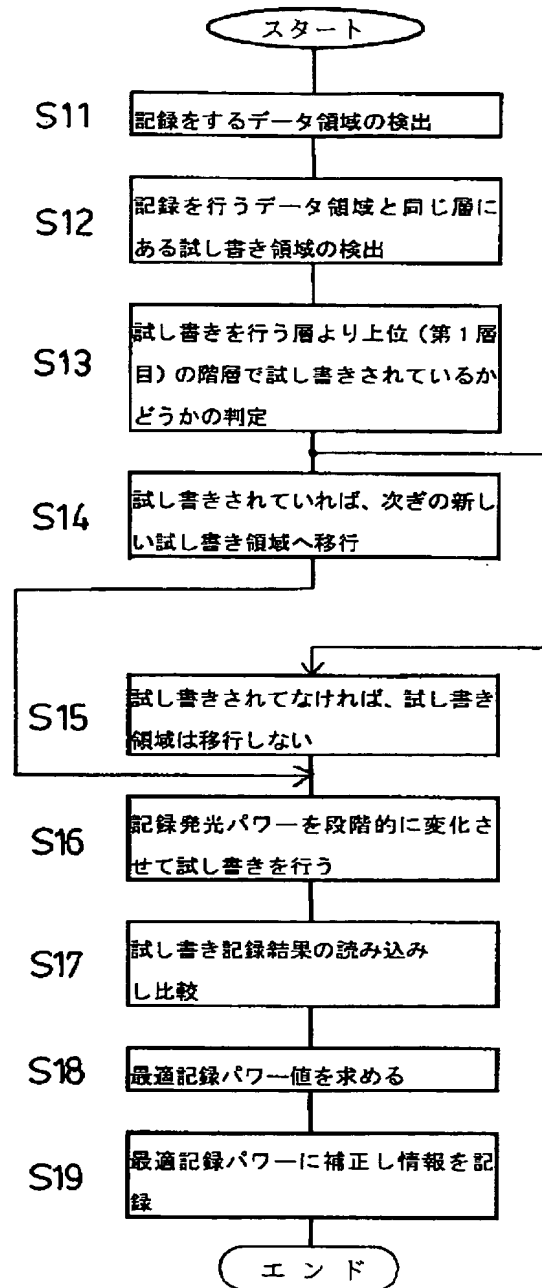 スタート
S11
記録をするデータ領域の検出
S12
記録を行うデータ領域と同じ層に
ある試し書き領域の検出
S13
試し書きを行う層より上位（第１層
目）の階層で試し書きされているか
どうかの判定
S14
試し書きされていれば、次ぎの新し
い試し書き領域へ移行
S15
試し書きされてなければ、試し書き
領域は移行しない
S16
記録発光パワーを段階的に変化さ
せて試し書きを行う
S17
試し書き記録結果の読み込み
し比較
S18
最適記録パワー値を求める
S19
最適記録パワーに補正し情報を記
録
エンド